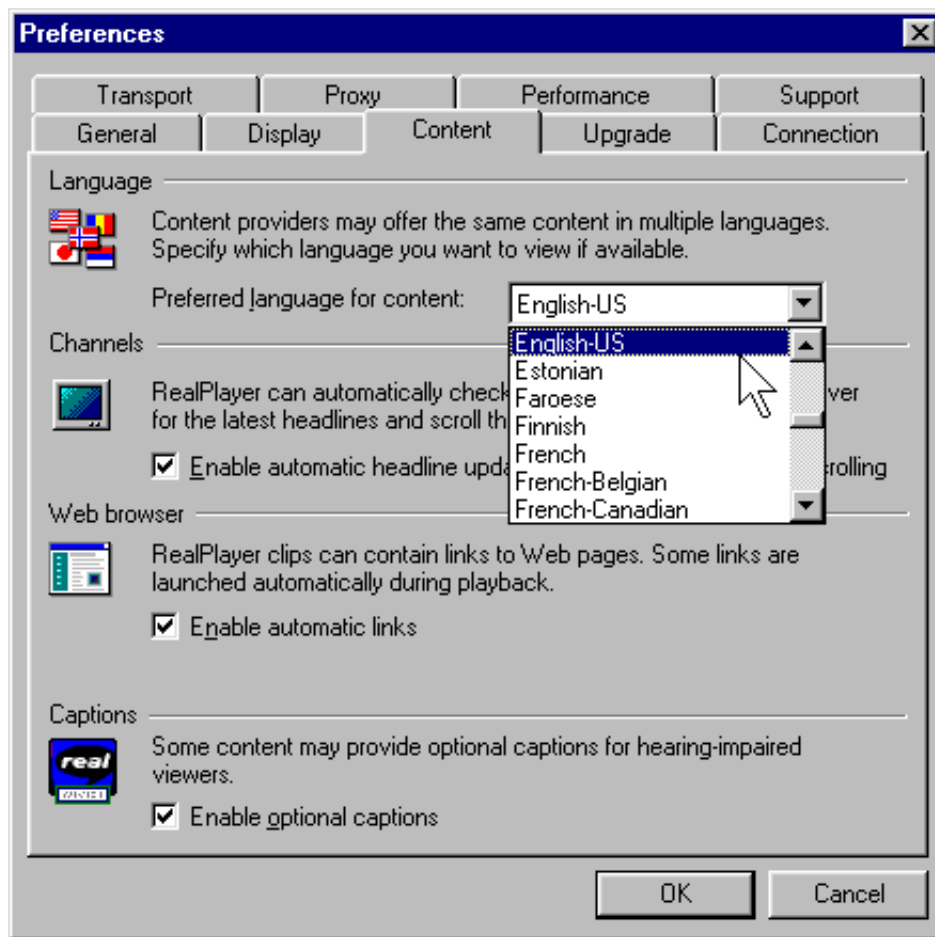 Preferences
Transport Proxy Performance Support
General Display Content Upgrade Connection
Language
Content providers may offer the same content in multiple languages.
Specify which language you want to view if available.
Preferred language for content: English-US
English-US
Estonian
Faroese
Finnish
French
French-Belgian
French-Canadian
Channels
RealPlayer can automatically check ver
for the latest headlines and scroll th
Enable automatic headline upda rolling
Web browser
RealPlayer clips can contain links to Web pages. Some links are
launched automatically during playback.
Enable automatic links
Captions
real
Some content may provide optional captions for hearing-impaired
viewers.
Enable optional captions
OK Cancel